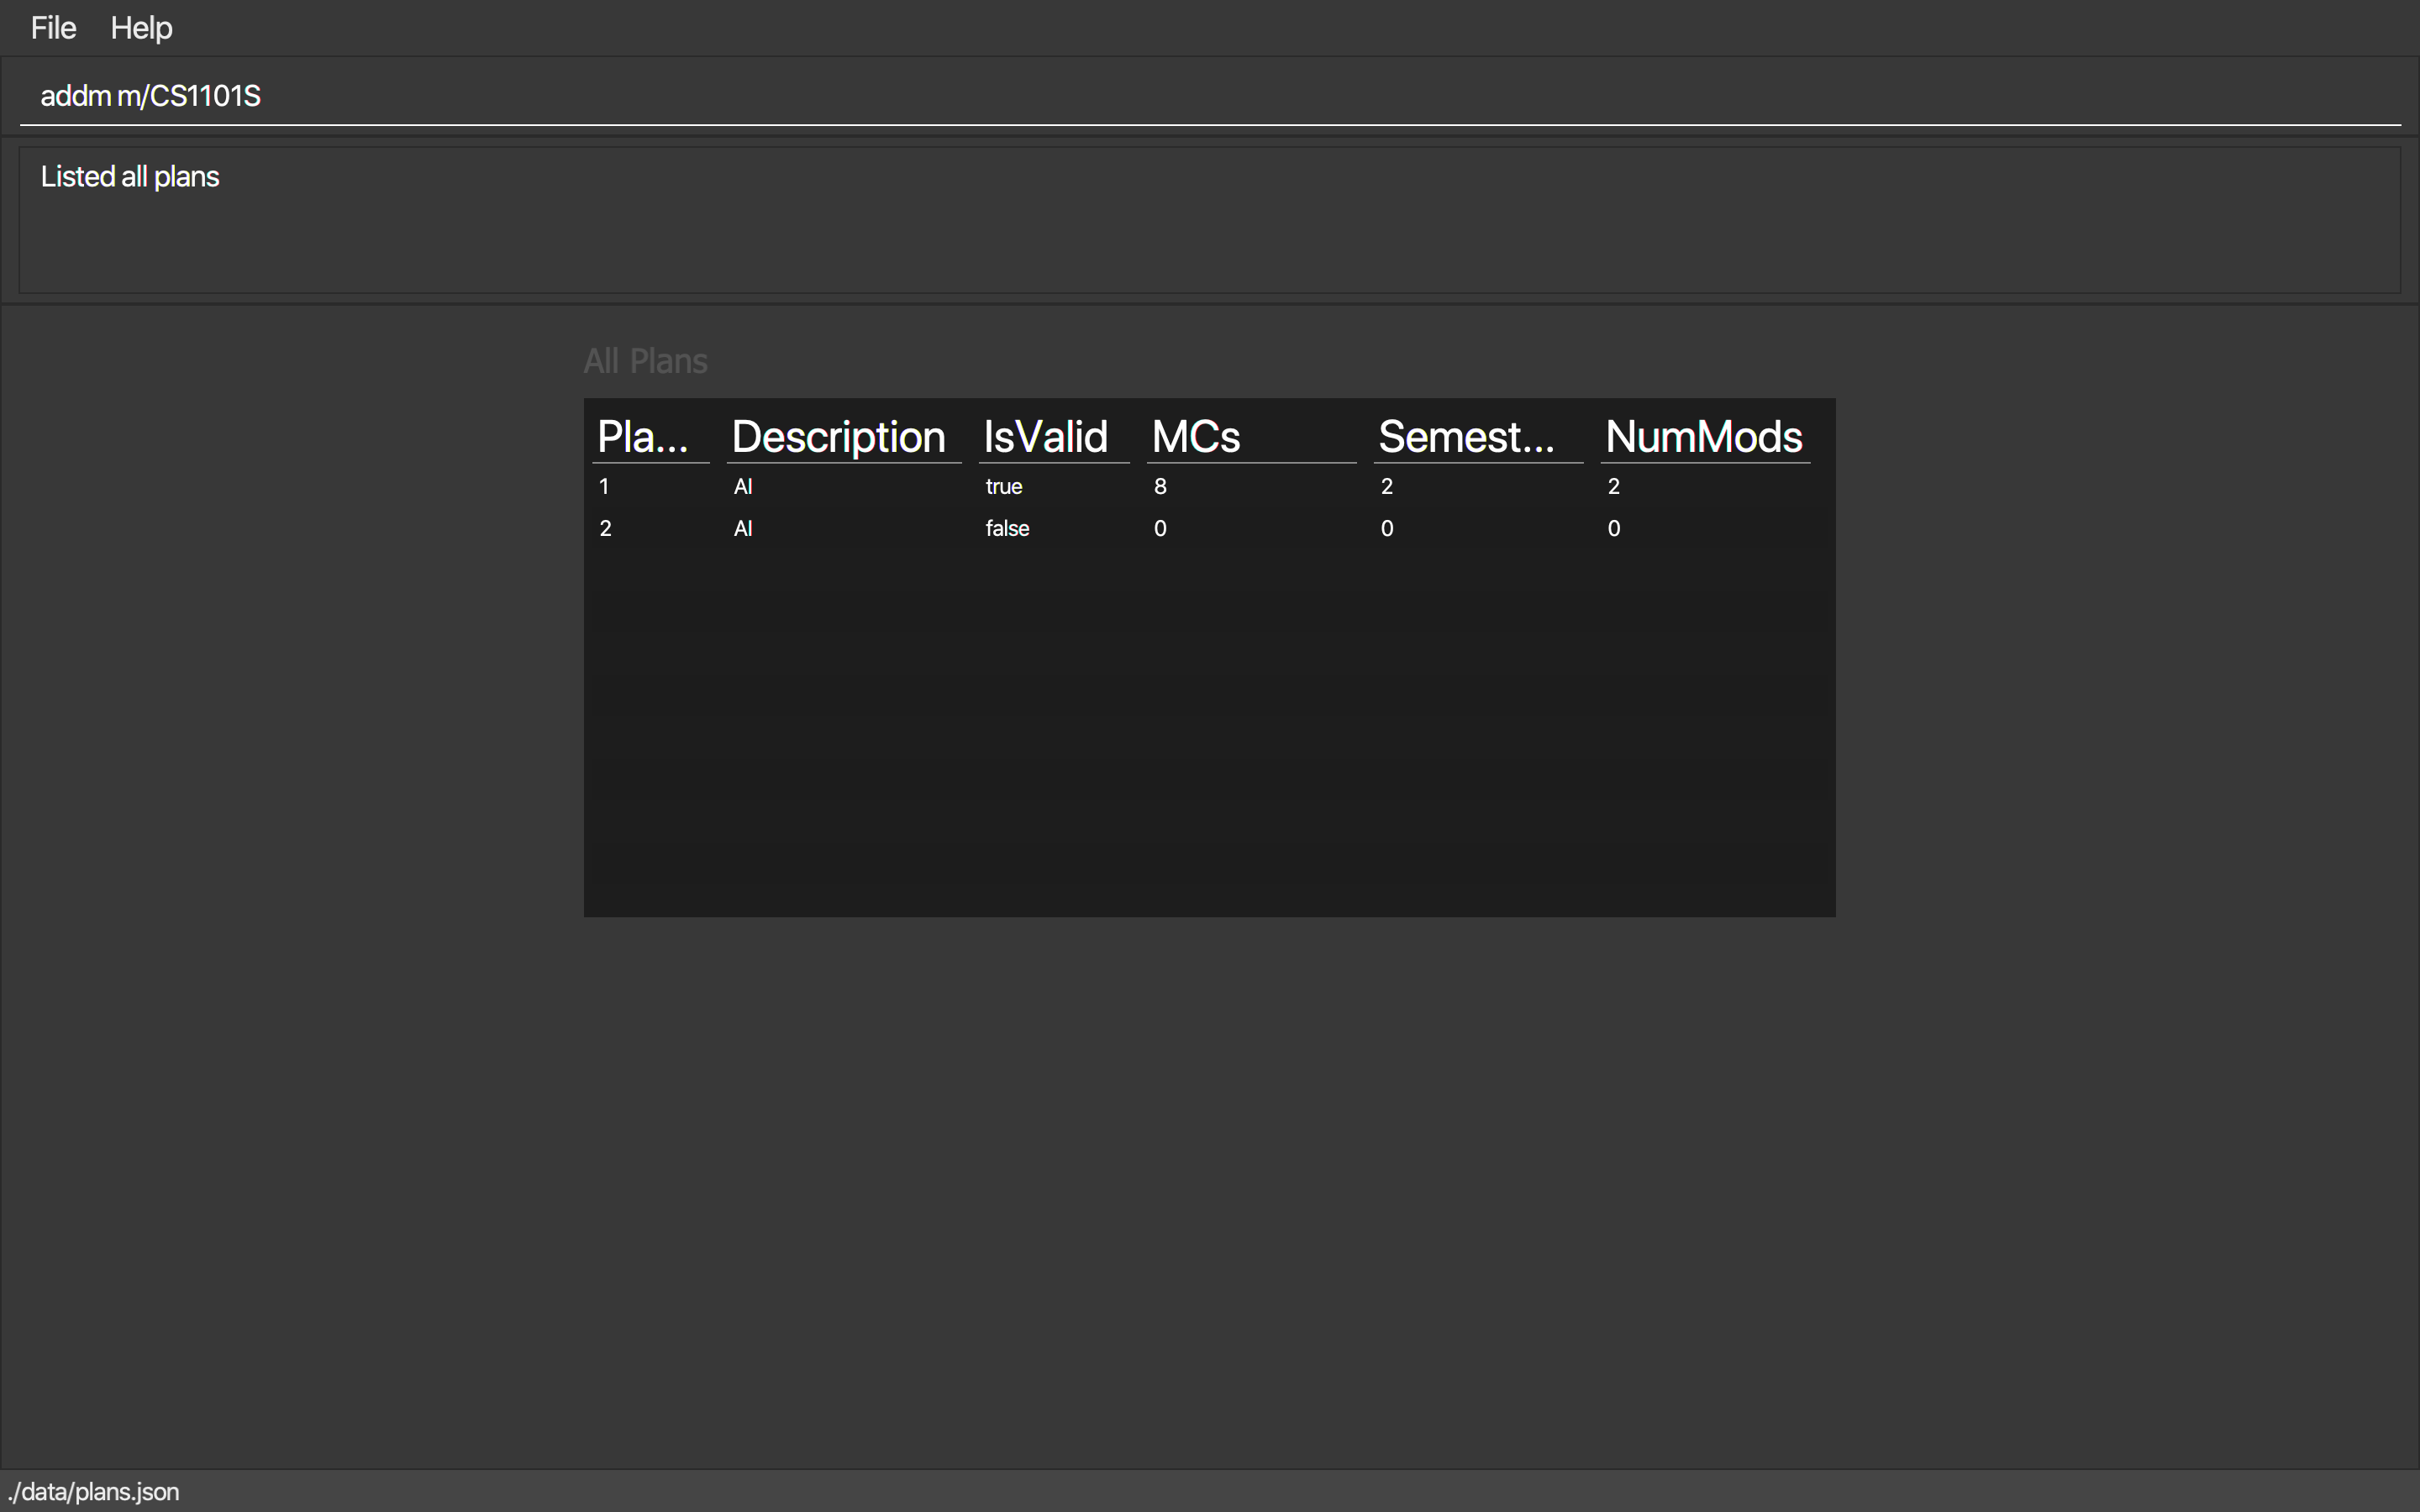 File Help
addm m/CS1101S
Listed all plans
All Plans
Pla... Description IsValid MCs Semest... NumMods
1 AI true 8 2 2
2 AI false 0 0 0
./data/plans.json